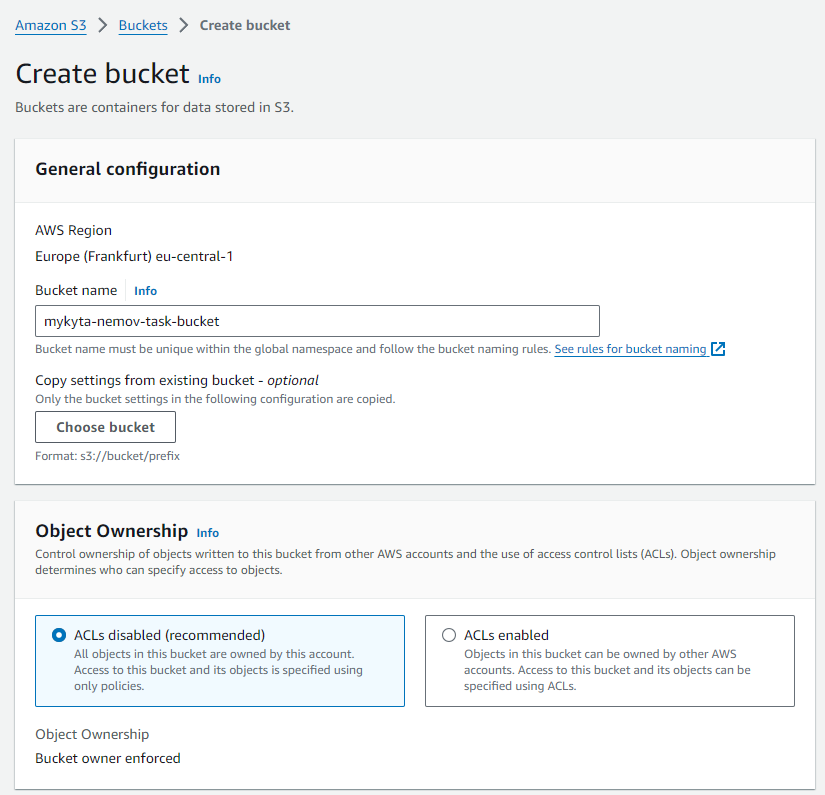 Amazon S3 > Buckets > Create bucket
Create bucket Info
Buckets are containers for data stored in S3.
General configuration
AWS Region
Europe (Frankfurt) eu-central-1
Bucket name Info
mykyta-nemov-task-bucket
Bucket name must be unique within the global namespace and follow the bucket naming rules. See rules for bucket naming
Copy settings from existing bucket - optional
Only the bucket settings in the following configuration are copied.
Choose bucket
Format: s3://bucket/prefix
Object Ownership Info
Control ownership of objects written to this bucket from other AWS accounts and the use of access control lists (ACLs). Object ownership
determines who can specify access to objects.
ACLs disabled (recommended)
All objects in this bucket are owned by this account.
Access to this bucket and its objects is specified using
only policies.
ACLs enabled
Objects in this bucket can be owned by other AWS
accounts. Access to this bucket and its objects can be
specified using ACLs.
Object Ownership
Bucket owner enforced